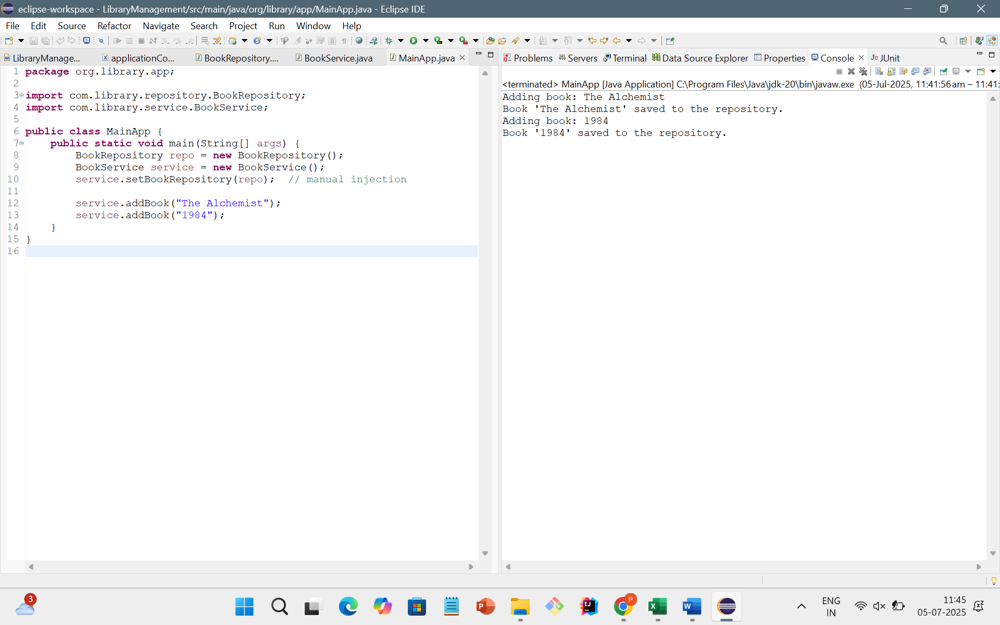 eclipse-workspace - LibraryManagement/src/main/java/org/library/app/MainApp.java - Eclipse IDE
File Edit Source Refactor Navigate Search Project Run Window Help
LibraryManage... applicationCo... BookRepository.... BookService.java MainApp.java
1 package org.library.app;
2
3 import com.library.repository.BookRepository;
4 import com.library.service.BookService;
5
6 public class MainApp {
7     public static void main(String[] args) {
8         BookRepository repo = new BookRepository();
9         BookService service = new BookService();
10         service.setBookRepository(repo);  // manual injection
11
12         service.addBook("The Alchemist");
13         service.addBook("1984");
14     }
15 }
16
Problems Servers Terminal Data Source Explorer Properties Console Ju JUnit
<terminated> MainApp [Java Application] C:\Program Files\Java\jdk-20\bin\javaw.exe (05-Jul-2025, 11:41:56 am – 11:41:
Adding book: The Alchemist
Book 'The Alchemist' saved to the repository.
Adding book: 1984
Book '1984' saved to the repository.
3
P
P
X
W
IJ
ENG
IN
11:45
05-07-2025